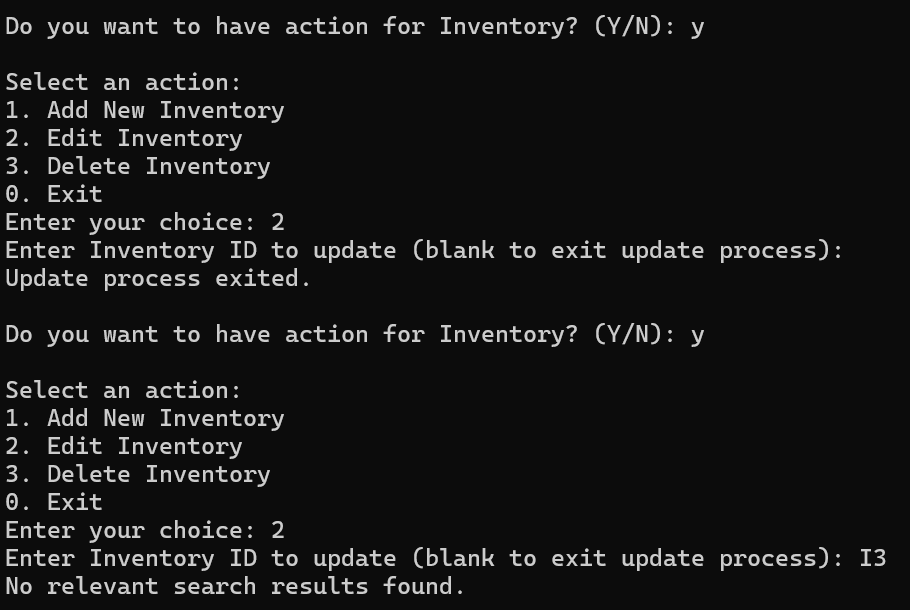 Do you want to have action for Inventory? (Y/N): y
Select an action:
1. Add New Inventory
2. Edit Inventory
3. Delete Inventory
0. Exit
Enter your choice: 2
Enter Inventory ID to update (blank to exit update process):
Update process exited.
Do you want to have action for Inventory? (Y/N): y
Select an action:
1. Add New Inventory
2. Edit Inventory
3. Delete Inventory
0. Exit
Enter your choice: 2
Enter Inventory ID to update (blank to exit update process): I3
No relevant search results found.